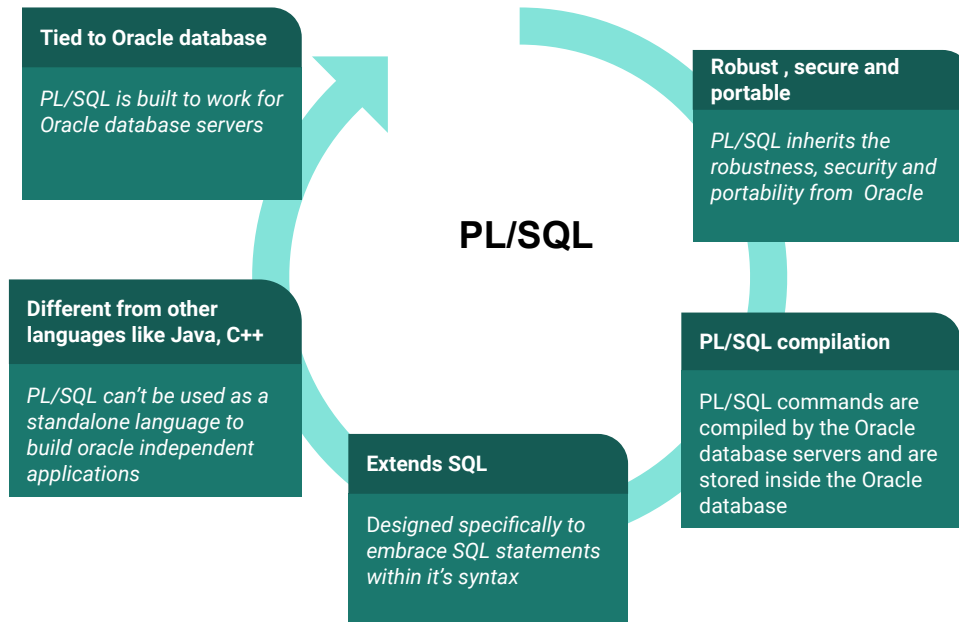 PL/SQL
Robust , secure and
portable
PL/SQL inherits the
robustness, security and
portability from Oracle
PL/SQL compilation
PL/SQL commands are
compiled by the Oracle
database servers and are
stored inside the Oracle
database
Extends SQL
Designed specifically to
embrace SQL statements
within it's syntax
Different from other
languages like Java, C++
PL/SQL can't be used as a
standalone language to
build oracle independent
applications
Tied to Oracle database
PL/SQL is built to work for
Oracle database servers